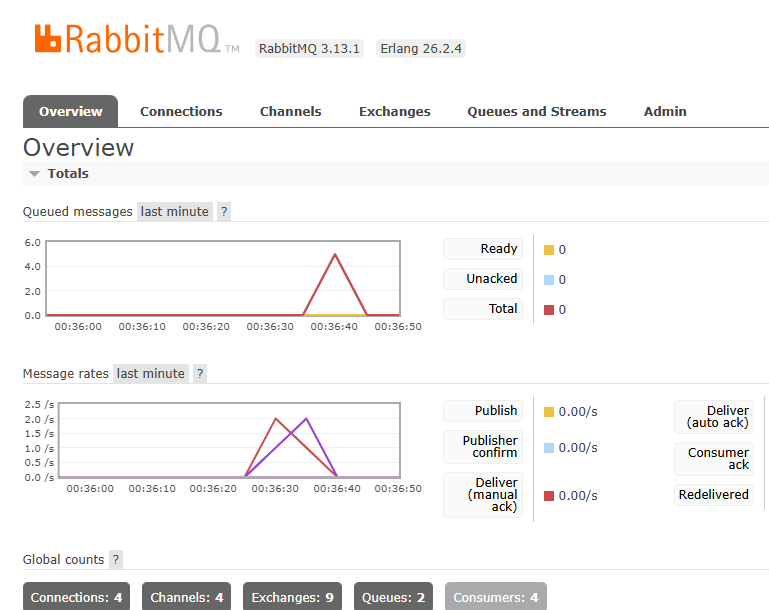 RabbitMQ TM RabbitMQ 3.13.1 Erlang 26.2.4
Overview Connections Channels Exchanges Queues and Streams Admin
Overview
Totals
Queued messages last minute ?
6.0
4.0
2.0
0.0
00:36:00 00:36:10 00:36:20 00:36:30 00:36:40 00:36:50
Ready 0
Unacked 0
Total 0
Message rates last minute ?
2.5 /s
2.0 /s
1.5 /s
1.0 /s
0.5 /s
0.0 /s
00:36:00 00:36:10 00:36:20 00:36:30 00:36:40 00:36:50
Publish 0.00/s
Publisher
confirm 0.00/s
Deliver
(manual
ack) 0.00/s
Deliver
(auto ack)
Consumer
ack
Redelivered
Global counts ?
Connections: 4 Channels: 4 Exchanges: 9 Queues: 2 Consumers: 4